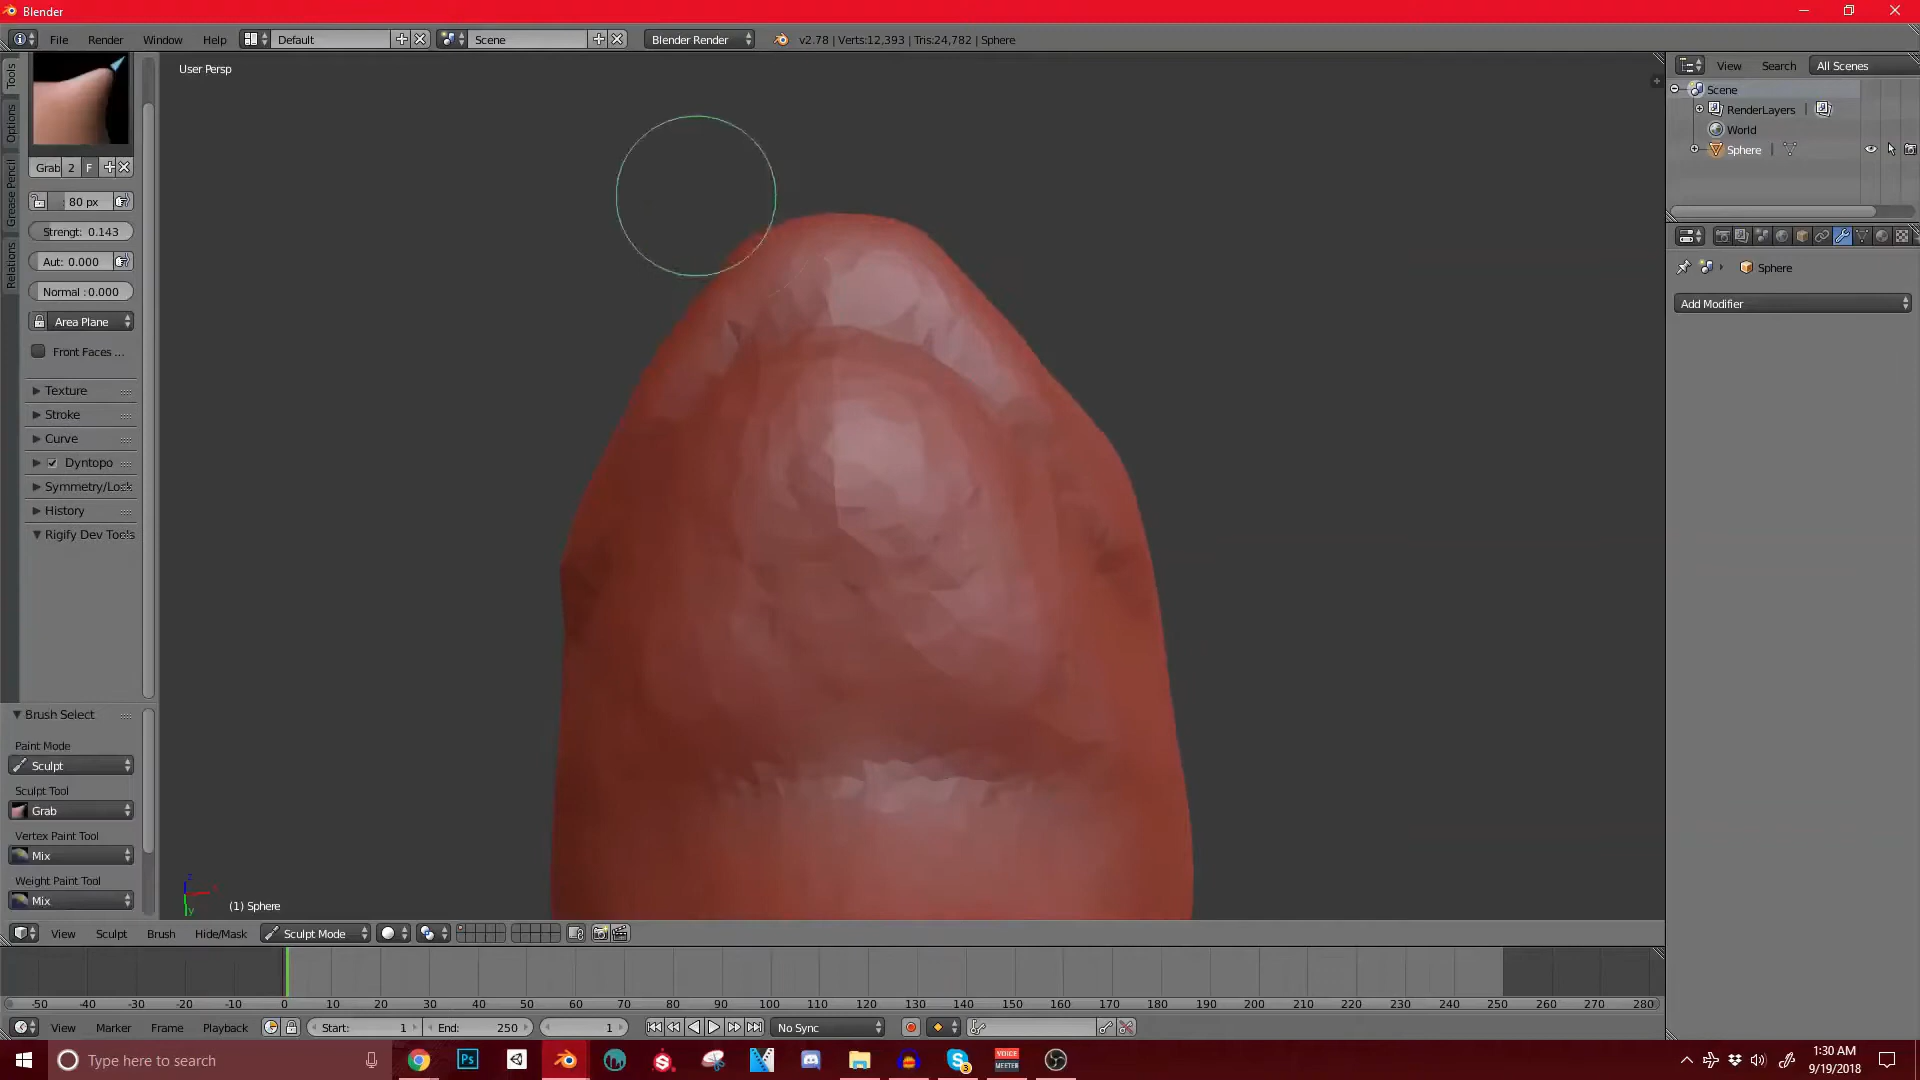 Blender
File Render Window Help Default Scene Blender Render v2.78 | Verts:12,393 | Tris:24,782 | Sphere
User Persp
View Search All Scenes
Scene
RenderLayers
World
Sphere
Sphere
Add Modifier
Tools
Options
Grease Pencil
Relations
Grab 2 F
: 80 px
Strengt: 0.143
Aut: 0.000
Normal : 0.000
Area Plane
Front Faces ...
Texture
Stroke
Curve
Dyntopo
Symmetry/Lock
History
Rigify Dev Tools
Brush Select
Paint Mode
Sculpt
Sculpt Tool
Grab
Vertex Paint Tool
Mix
Weight Paint Tool
Mix
z
x
y
(1) Sphere
View Sculpt Brush Hide/Mask Sculpt Mode
-50 -40 -30 -20 -10 0 10 20 30 40 50 60 70 80 90 100 110 120 130 140 150 160 170 180 190 200 210 220 230 240 250 260 270 280
View Marker Frame Playback Start: 1 End: 250 1 No Sync
Type here to search
Ps
S
3
VOICE
MEETER
1:30 AM
9/19/2018